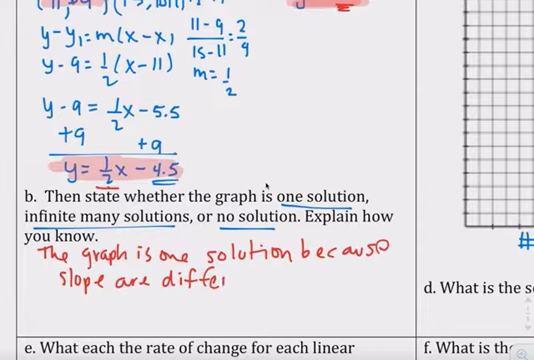 y-y₁=m(x-x₁)
11-9
15-11
=
2
4
y-9=½(x-11)
m=½
y-9=½x-5.5
+9 +9
y=½x-4.5
b. Then state whether the graph is one solution,
infinite many solutions, or no solution. Explain how
you know.
The graph is one solution because
slope are differ
d. What is the s
e. What each the rate of change for each linear
f. What is th